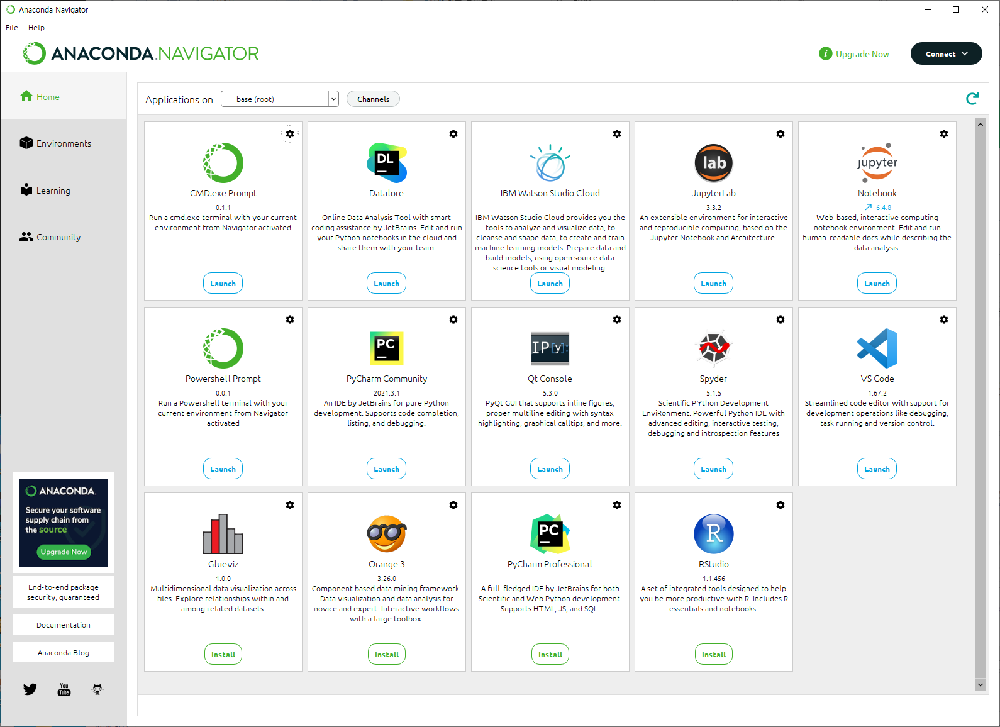 Anaconda Navigator
File Help
ANACONDA.NAVIGATOR
i Upgrade Now
Connect
Home
Environments
Learning
Community
Applications on base (root) Channels
CMD.exe Prompt
0.1.1
Run a cmd.exe terminal with your current
environment from Navigator activated
Launch
DL
Datalore
Online Data Analysis Tool with smart
coding assistance by JetBrains. Edit and run
your Python notebooks in the cloud and
share them with your team.
Launch
IBM Watson Studio Cloud
IBM Watson Studio Cloud provides you the
tools to analyze and visualize data, to
cleanse and shape data, to create and train
machine learning models. Prepare data and
build models, using open source data
science tools or visual modeling.
Launch
lab
JupyterLab
3.3.2
An extensible environment for interactive
and reproducible computing, based on the
Jupyter Notebook and Architecture.
Launch
jupyter
Notebook
6.4.8
Web-based, interactive computing
notebook environment. Edit and run
human-readable docs while describing the
data analysis.
Launch
Powershell Prompt
0.0.1
Run a Powershell terminal with your
current environment from Navigator
activated
Launch
PC
PyCharm Community
2021.3.1
An IDE by JetBrains for pure Python
development. Supports code completion,
listing, and debugging.
Launch
IP[y]:
Qt Console
5.3.0
PyQt GUI that supports inline figures,
proper multiline editing with syntax
highlighting, graphical calltips, and more.
Launch
Spyder
5.1.5
Scientific PYthon Development
EnviRonment. Powerful Python IDE with
advanced editing, interactive testing,
debugging and introspection features
Launch
VS Code
1.67.2
Streamlined code editor with support for
development operations like debugging,
task running and version control.
Launch
Glueviz
1.0.0
Multidimensional data visualization across
files. Explore relationships within and
among related datasets.
Install
Orange 3
3.26.0
Component based data mining framework.
Data visualization and data analysis for
novice and expert. Interactive workflows
with a large toolbox.
Install
PC
PyCharm Professional
A full-fledged IDE by JetBrains for both
Scientific and Web Python development.
Supports HTML, JS, and SQL.
Install
R
RStudio
1.1.456
A set of integrated tools designed to help
you be more productive with R. Includes R
essentials and notebooks.
Install
ANACONDA.
Secure your software
supply chain from
the source
Upgrade Now
End-to-end package
security, guaranteed
Documentation
Anaconda Blog
You
Tube